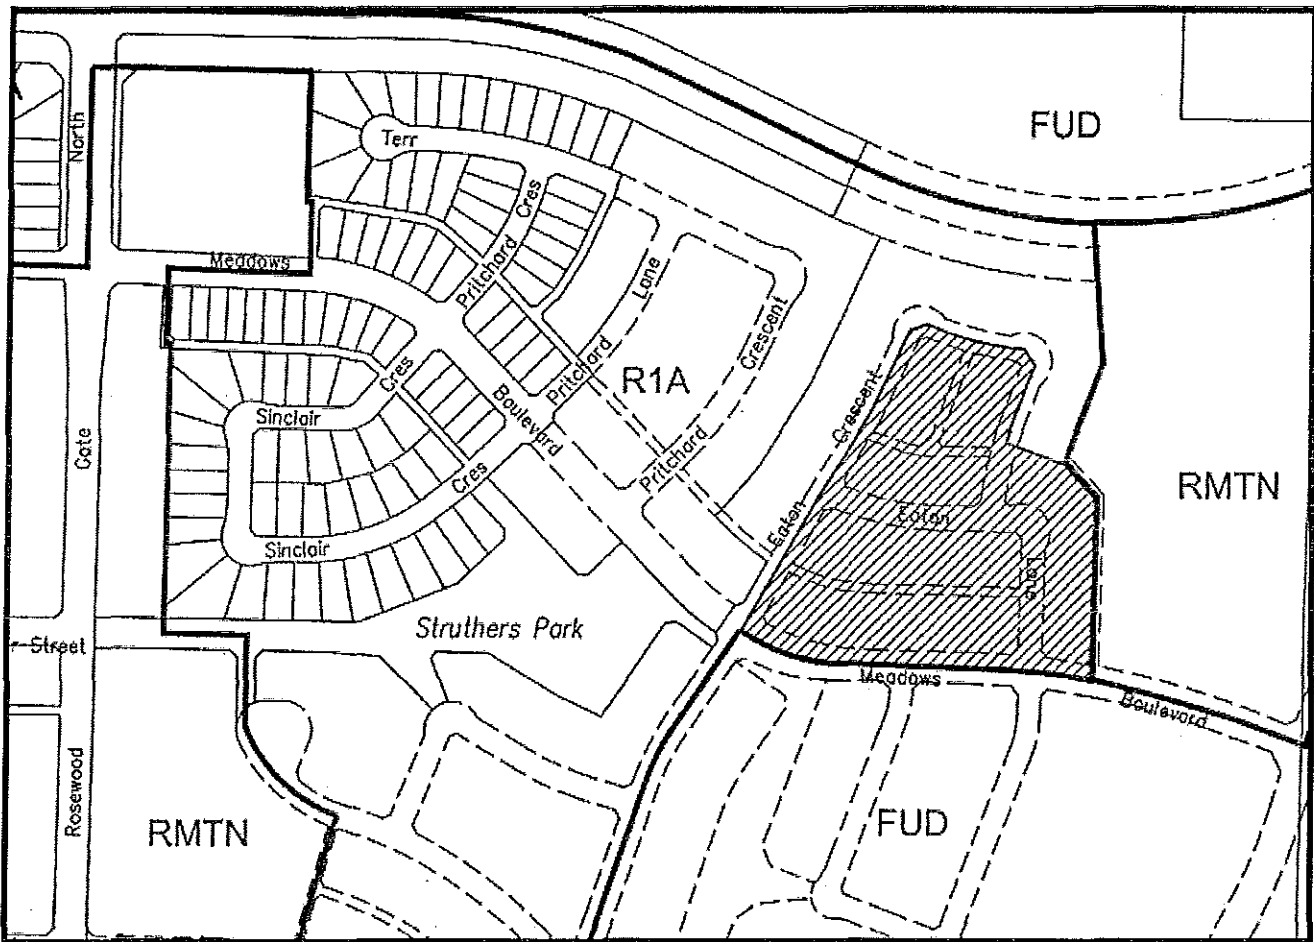 FUD
North
Terr
Cres
Pritchard
Meadows
Lane
Pritchard
Crescent
Pritchard
R1A
Boulevard
Cres
Sinclair
Cres
Sinclair
Gate
Crescent
Eaton
Eaton
Lane
RMTN
Struthers Park
Street
Meadows
Boulevard
Rosewood
RMTN
FUD